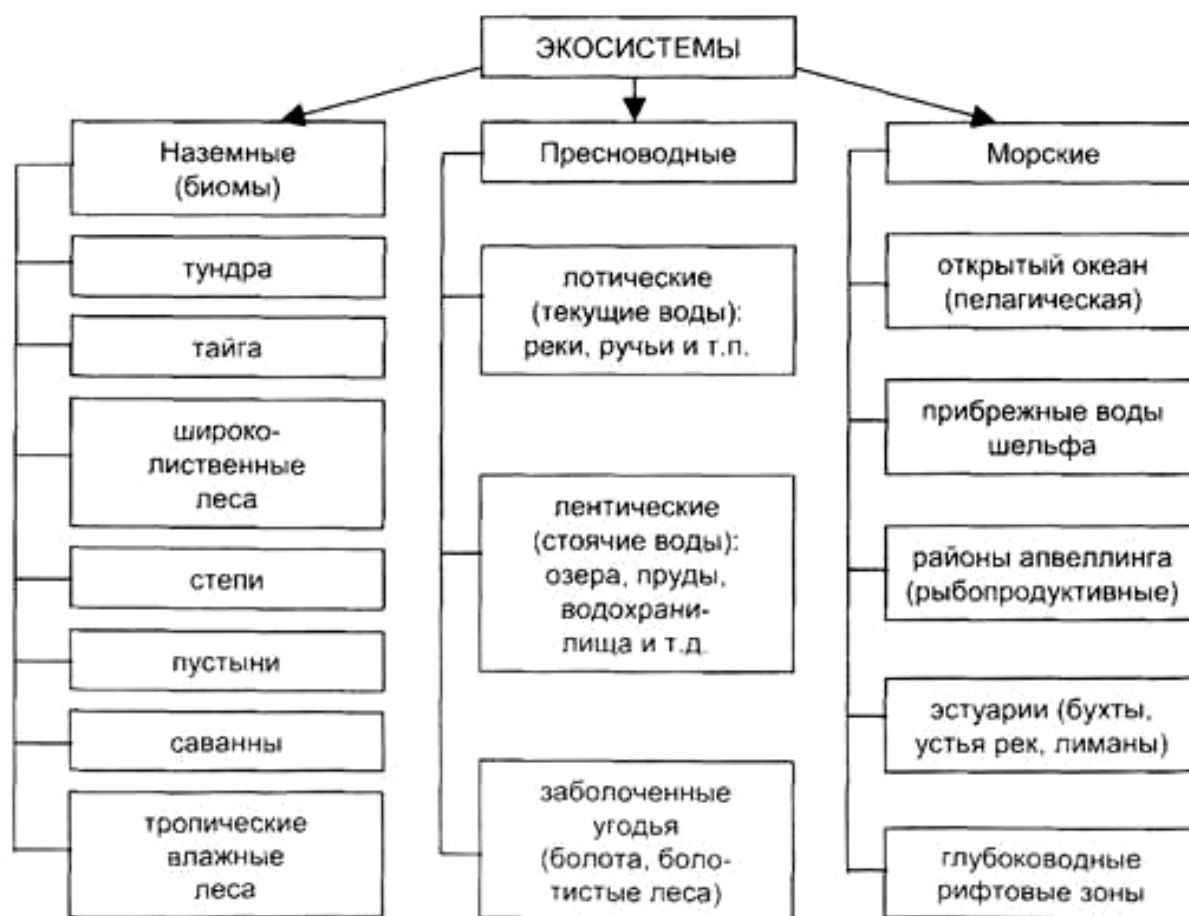 ЭКОСИСТЕМЫ
Наземные
(биомы)
тундра
тайга
широко-
лиственные
леса
степи
пустыни
саванны
тропические
влажные
леса
Пресноводные
лотические
(текущие воды):
реки, ручьи и т.п.
лентические
(стоячие воды):
озера, пруды,
водохрани-
лища и т.д.
заболоченные
угодья
(болота, боло-
тистые леса)
Морские
открытый океан
(пелагическая)
прибрежные воды
шельфа
районы апвеллинга
(рыбопродуктивные)
эстуарии (бухты,
устья рек, лиманы)
глубоководные
рифтовые зоны